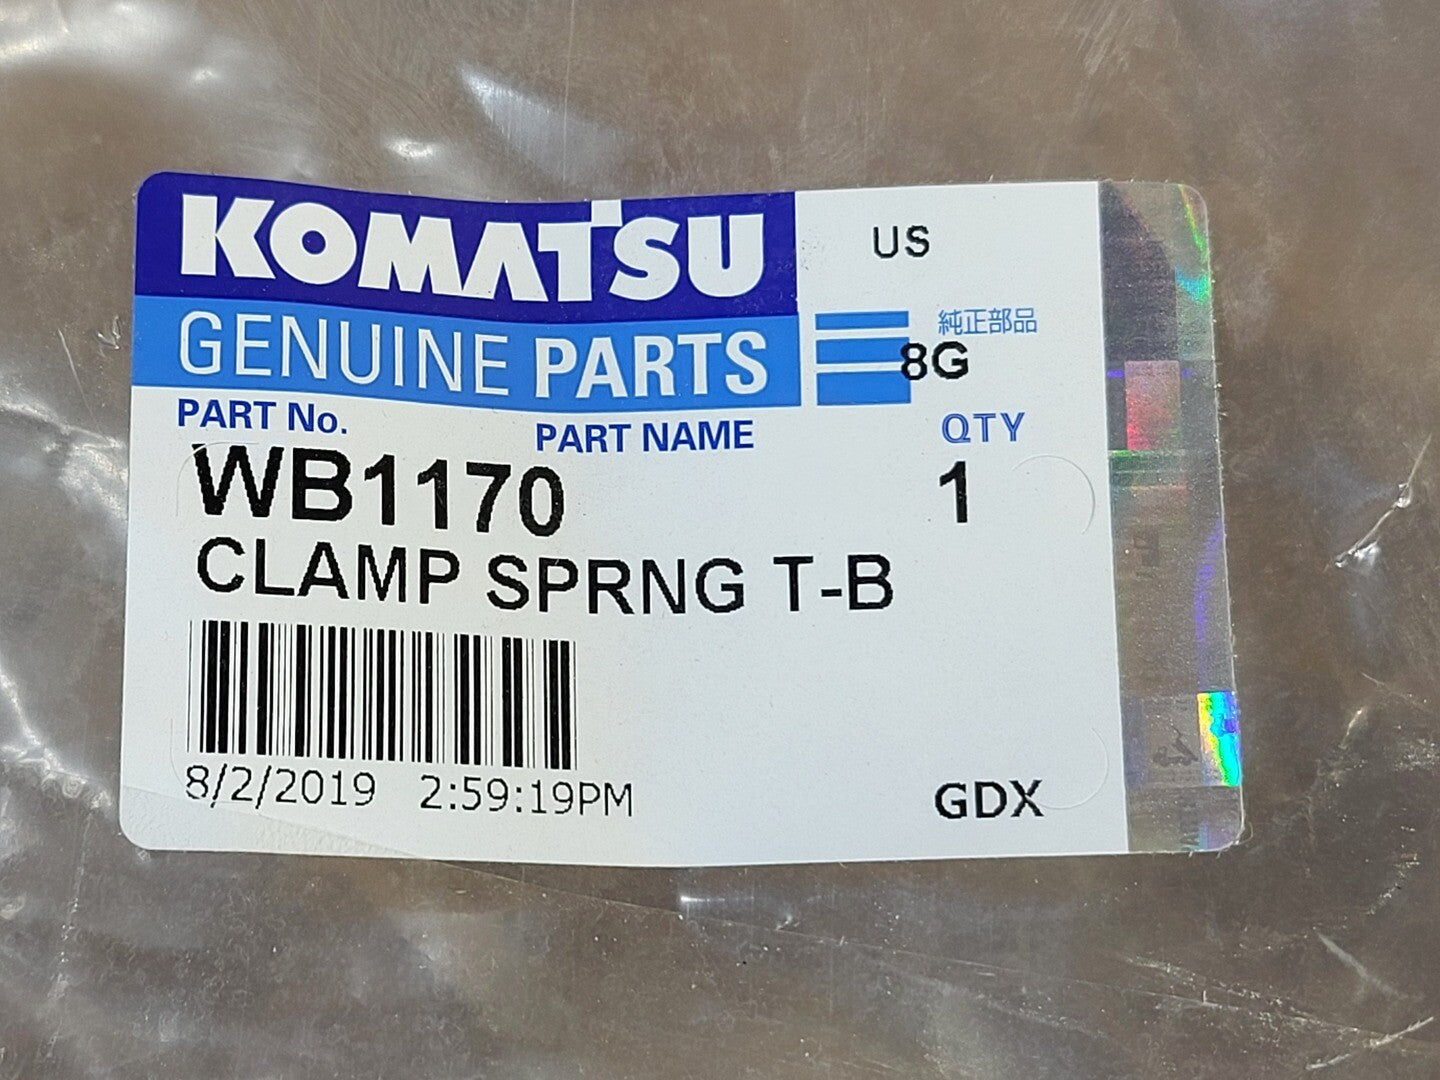 KOMATSU
US
GENUINE PARTS
純正部品
8G
PART No.
PART NAME
QTY
WB1170
1
CLAMP SPRNG T-B
8/2/2019 2:59:19PM
GDX